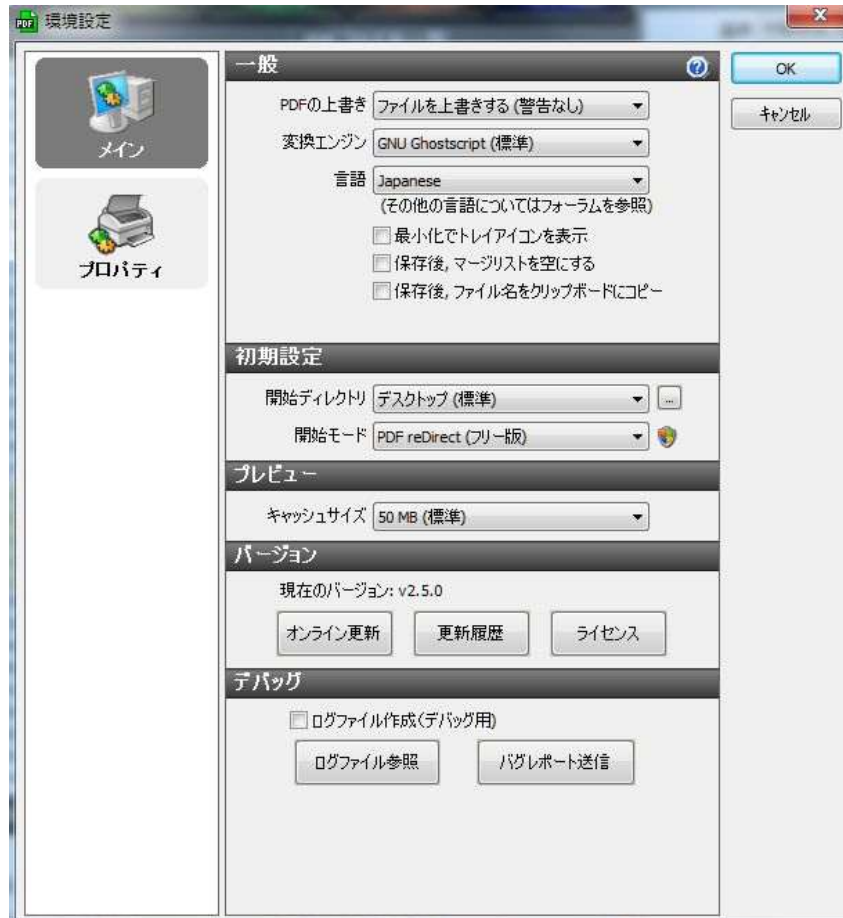 PDF 環境設定
メイン
プロパティ
一般
PDFの上書き ファイルを上書きする (警告なし)
変換エンジン GNU Ghostscript (標準)
言語 Japanese
(その他の言語についてはフォーラムを参照)
最小化でトレイアイコンを表示
保存後, マージリストを空にする
保存後, ファイル名をクリップボードにコピー
初期設定
開始ディレクトリ デスクトップ (標準) ...
開始モード PDF reDirect (フリー版)
プレビュー
キャッシュサイズ 50 MB (標準)
バージョン
現在のバージョン: v2.5.0
オンライン更新 更新履歴 ライセンス
デバッグ
ログファイル作成(デバッグ用)
ログファイル参照 バグレポート送信
OK
キャンセル